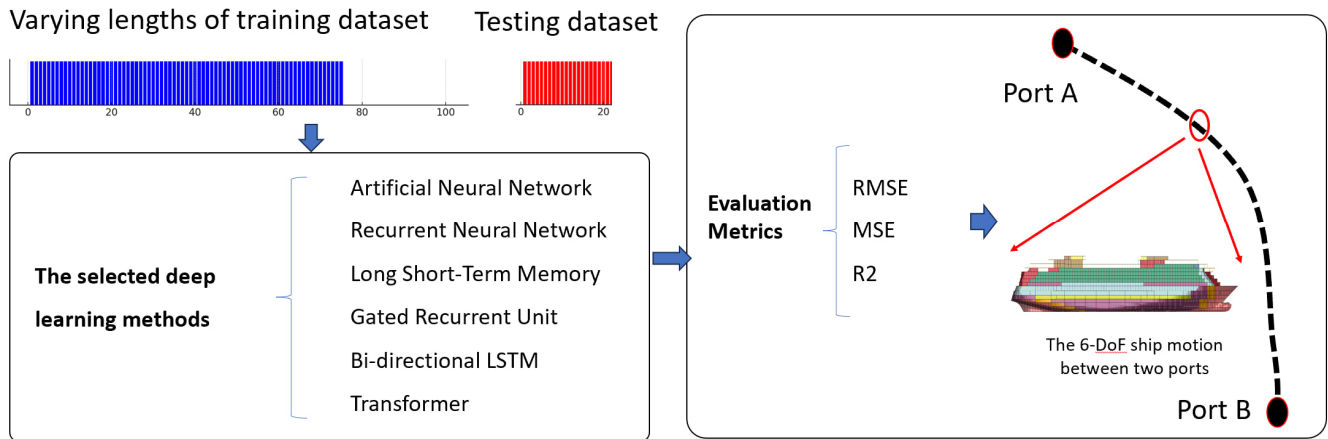 Varying lengths of training dataset
Testing dataset
0 20 40 60 80 100
0 20
The selected deep
learning methods
Artificial Neural Network
Recurrent Neural Network
Long Short-Term Memory
Gated Recurrent Unit
Bi-directional LSTM
Transformer
Evaluation
Metrics
RMSE
MSE
R2
Port A
The 6-DoF ship motion
between two ports
Port B